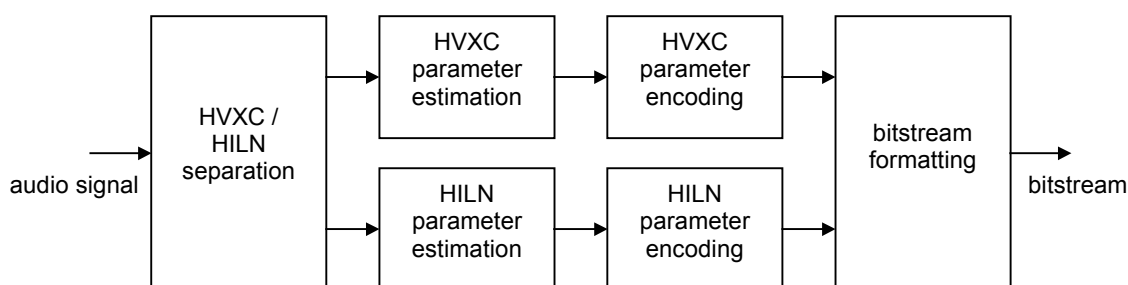 audio signal
HVXC /
HILN
separation
HVXC
parameter
estimation
HVXC
parameter
encoding
HILN
parameter
estimation
HILN
parameter
encoding
bitstream
formatting
bitstream